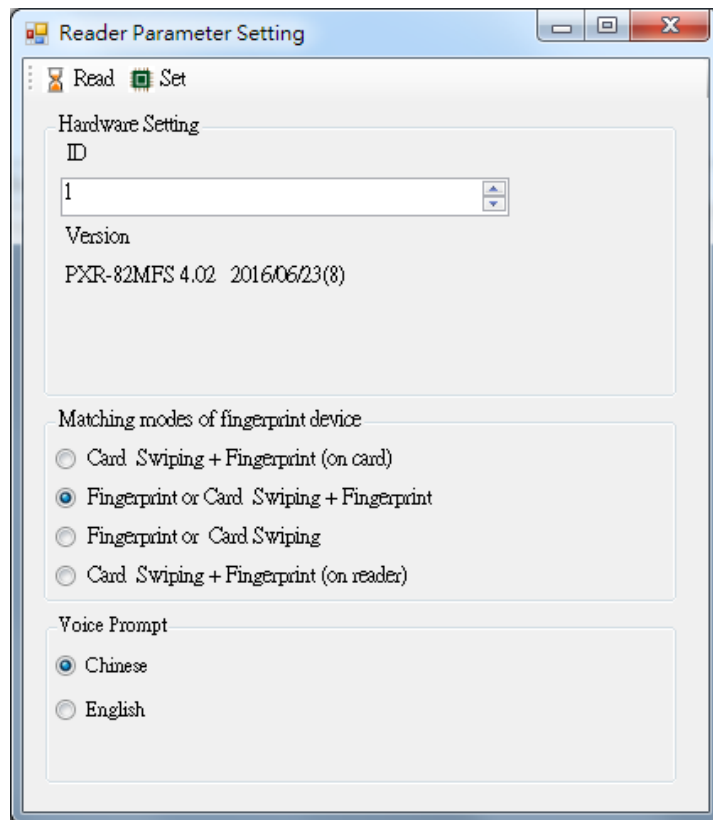 Reader Parameter Setting
Read Set
Hardware Setting
ID
1
Version
PXR-82MFS 4.02 2016/06/23(8)
Matching modes of fingerprint device
Card Swiping + Fingerprint (on card)
Fingerprint or Card Swiping + Fingerprint
Fingerprint or Card Swiping
Card Swiping + Fingerprint (on reader)
Voice Prompt
Chinese
English